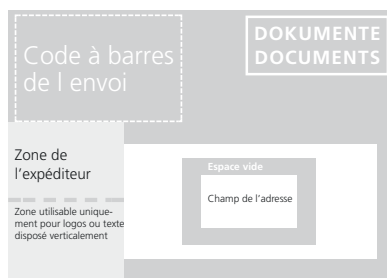 Code à barres
de l envoi
DOKUMENTE
DOCUMENTS
Zone de
l'expéditeur
Zone utilisable unique-
ment pour logos ou texte
disposé verticalement
Espace vide
Champ de l'adresse